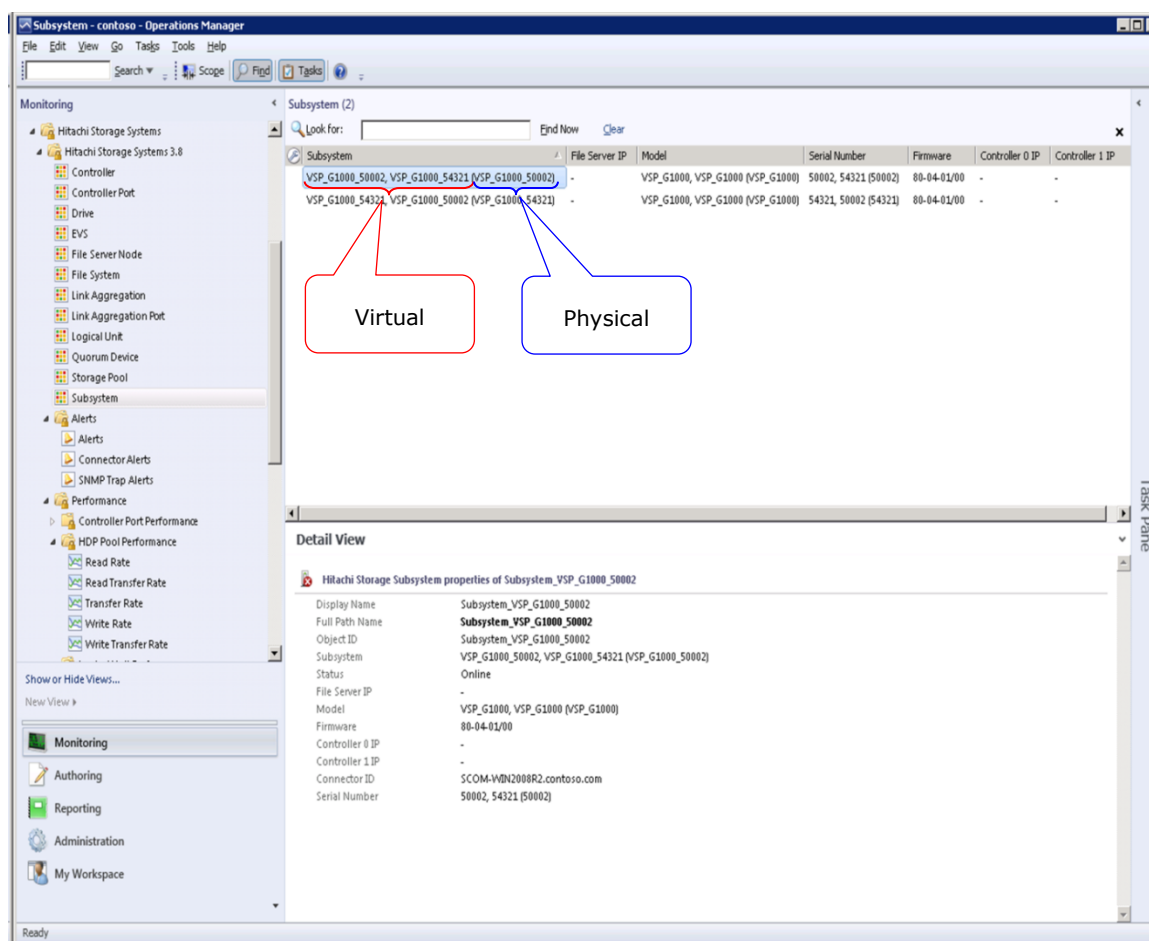 Subsystem - contoso - Operations Manager
File Edit View Go Tasks Tools Help
Search Scope Find Tasks
Monitoring
Hitachi Storage Systems
Hitachi Storage Systems 3.8
Controller
Controller Port
Drive
EVS
File Server Node
File System
Link Aggregation
Link Aggregation Port
Logical Unit
Quorum Device
Storage Pool
Subsystem
Alerts
Alerts
Connector Alerts
SNMP Trap Alerts
Performance
Controller Port Performance
HDP Pool Performance
Read Rate
Read Transfer Rate
Transfer Rate
Write Rate
Write Transfer Rate
Show or Hide Views...
New View
Monitoring
Authoring
Reporting
Administration
My Workspace
Subsystem (2)
Look for: Find Now Clear x
Subsystem File Server IP Model Serial Number Firmware Controller 0 IP Controller 1 IP
VSP_G1000_50002, VSP_G1000_54321 (VSP_G1000_50002) - VSP_G1000, VSP_G1000 (VSP_G1000) 50002, 54321 (50002) 80-04-01/00 - -
VSP_G1000_54321, VSP_G1000_50002 (VSP_G1000_54321) - VSP_G1000, VSP_G1000 (VSP_G1000) 54321, 50002 (54321) 80-04-01/00 - -
Virtual Physical
Detail View
Hitachi Storage Subsystem properties of Subsystem_VSP_G1000_50002
Display Name Subsystem_VSP_G1000_50002
Full Path Name Subsystem_VSP_G1000_50002
Object ID Subsystem_VSP_G1000_50002
Subsystem VSP_G1000_50002, VSP_G1000_54321 (VSP_G1000_50002)
Status Online
File Server IP -
Model VSP_G1000, VSP_G1000 (VSP_G1000)
Firmware 80-04-01/00
Controller 0 IP -
Controller 1 IP -
Connector ID SCOM-WIN2008R2.contoso.com
Serial Number 50002, 54321 (50002)
Task Pane
Ready